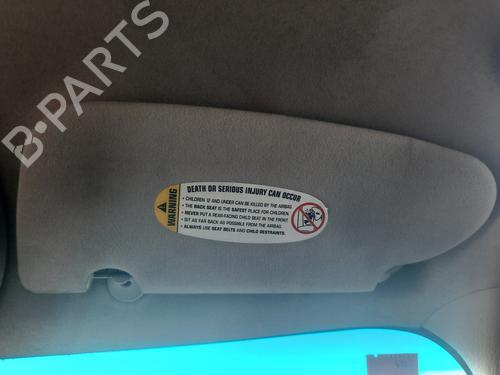 B-PARTS
WARNING
DEATH OR SERIOUS INJURY CAN OCCUR
• CHILDREN 12 AND UNDER CAN BE KILLED BY THE AIRBAG
• THE BACK SEAT IS THE SAFEST PLACE FOR CHILDREN
• NEVER PUT A REAR-FACING CHILD SEAT IN THE FRONT
• SIT AS FAR BACK AS POSSIBLE FROM THE AIRBAG
• ALWAYS USE SEAT BELTS AND CHILD RESTRAINTS